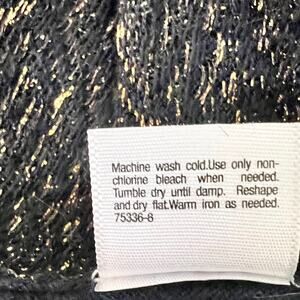 Machine wash cold.Use only non-
chlorine bleach when needed.
Tumble dry until damp. Reshape
and dry flat.Warm iron as needed.
75336-8